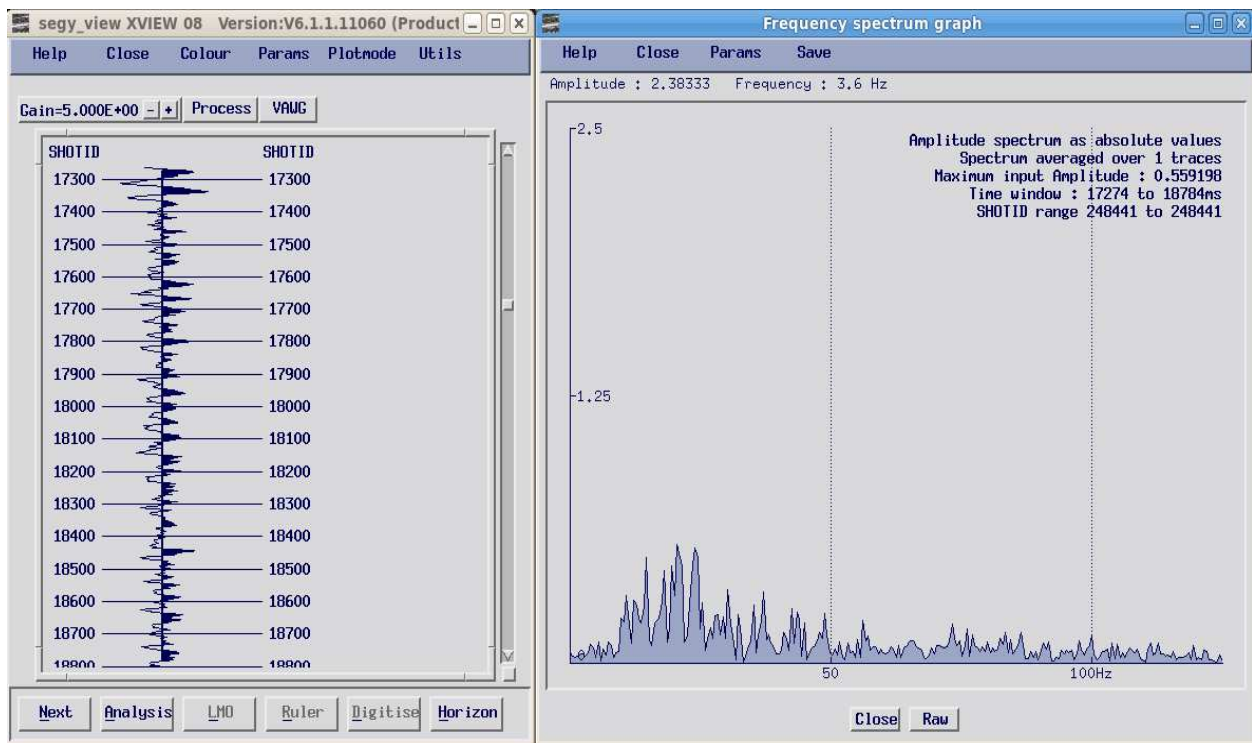 segy_view XVIEW 08 Version:V6.1.1.11060 (Product
Help Close Colour Params Plotmode Utils
Gain=5.000E+00 - + Process VAWG
SHOTID SHOTID
17300 17300
17400 17400
17500 17500
17600 17600
17700 17700
17800 17800
17900 17900
18000 18000
18100 18100
18200 18200
18300 18300
18400 18400
18500 18500
18600 18600
18700 18700
18800 18800
Next Analysis LMO Ruler Digitise Horizon
Frequency spectrum graph
Help Close Params Save
Amplitude : 2.38333 Frequency : 3.6 Hz
2.5
Amplitude spectrum as absolute values
Spectrum averaged over 1 traces
Maximum input Amplitude : 0.559198
Time window : 17274 to 18784ms
SHOTID range 248441 to 248441
1.25
0
50 100Hz
Close Raw